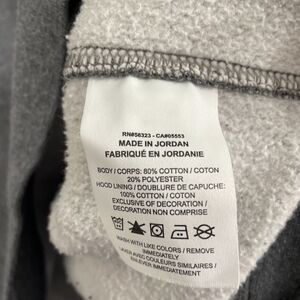 RN#56323 - CA#05553
MADE IN JORDAN
FABRIQUÉ EN JORDANIE
BODY / CORPS: 80% COTTON / COTON
20% POLYESTER
HOOD LINING / DOUBLURE DE CAPUCHE:
100% COTTON / COTON
EXCLUSIVE OF DECORATION /
DECORATION NON COMPRISE
WASH WITH LIKE COLORS / REMOVE
IMMEDIATELY
LAVER AVEC COULEURS SIMILAIRES /
ENLEVER IMMEDIATEMENT